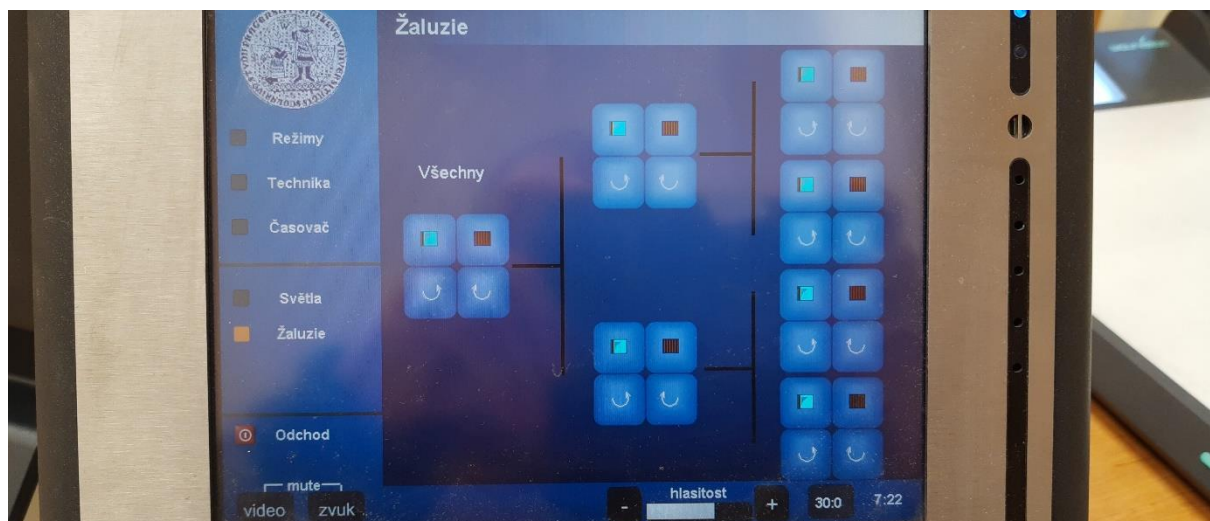 Žaluzie
Režimy
Technika
Časovač
Světla
Žaluzie
Odchod
mute
video zvuk
Všechny
hlasitost
- +
30:0 7:22